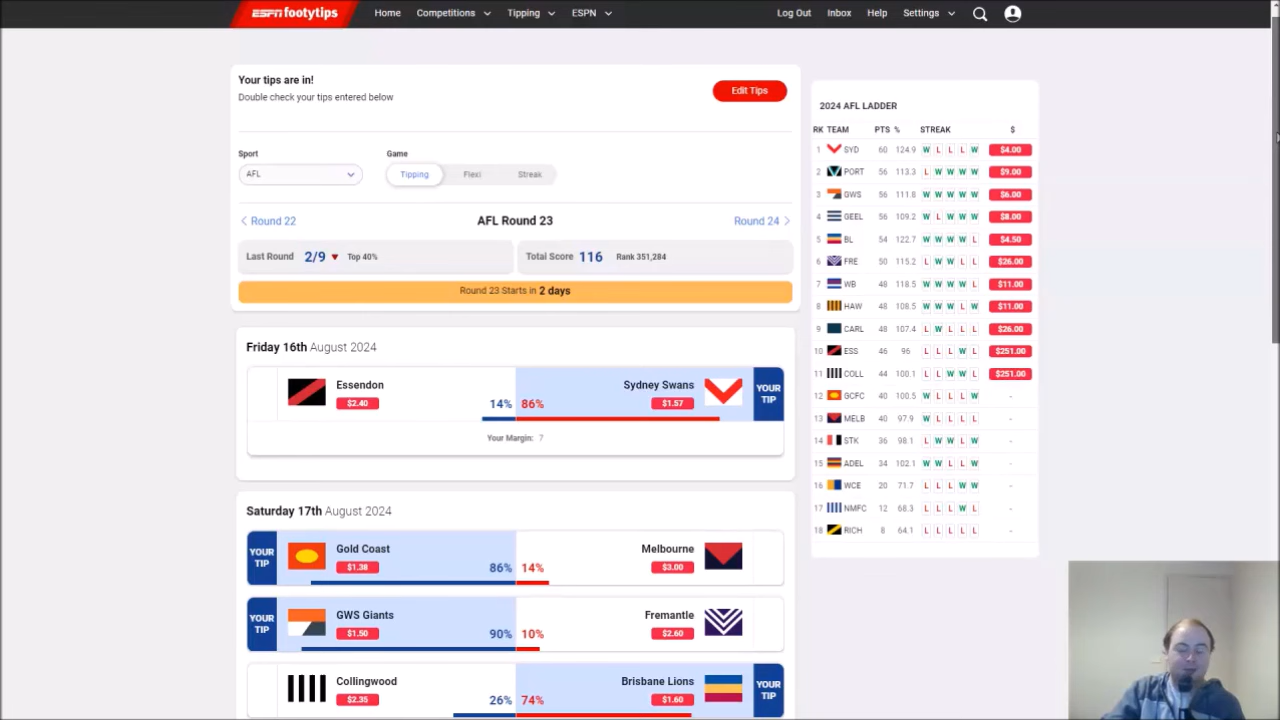 ESPN footytips Home Competitions Tipping ESPN Log Out Inbox Help Settings
Your tips are in!
Double check your tips entered below
Edit Tips
Sport
Game
AFL
Tipping Flexi Streak
Round 22 AFL Round 23 Round 24
Last Round 2/9 Top 40% Total Score 116 Rank 351,284
Round 23 Starts in 2 days
Friday 16th August 2024
Essendon
$2.40
14% 86%
Sydney Swans
$1.57
YOUR TIP
Your Margin: 7
Saturday 17th August 2024
YOUR TIP
Gold Coast
$1.38
86% 14%
Melbourne
$3.00
YOUR TIP
GWS Giants
$1.50
90% 10%
Fremantle
$2.60
Collingwood
$2.35
26% 74%
Brisbane Lions
$1.60
YOUR TIP
2024 AFL LADDER
RK TEAM PTS % STREAK $
1 SYD 60 124.9 W L L L W $4.00
2 PORT 56 113.3 L W W W W $9.00
3 GWS 56 111.8 W W W W W $6.00
4 GEEL 56 109.2 W L W W W $8.00
5 BL 54 122.7 W W W W L $4.50
6 FRE 50 115.2 L W W L L $26.00
7 WB 48 118.5 W W W W L $11.00
8 HAW 48 108.5 W W W L W $11.00
9 CARL 48 107.4 L W L L L $26.00
10 ESS 46 96 L L L W L $251.00
11 COLL 44 100.1 L L W W L $251.00
12 GCFC 40 100.5 W L L L W -
13 MELB 40 97.9 W L L L L -
14 STK 36 98.1 L W W L W -
15 ADEL 34 102.1 W W L L W -
16 WCE 20 71.7 L L L W W -
17 NMFC 12 68.3 L L L W L -
18 RICH 8 64.1 L L L L L -